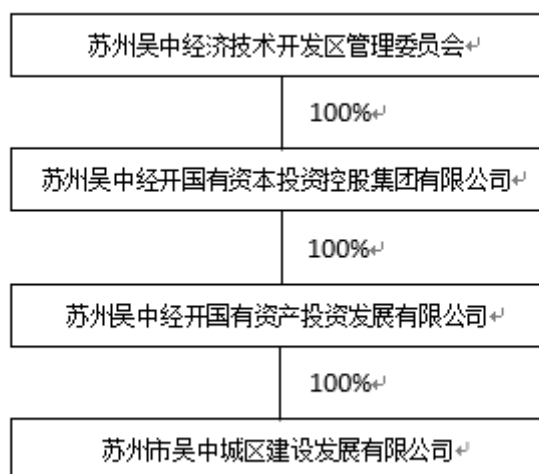 苏州吴中经济技术开发区管理委员会↵
100%↵
苏州吴中经开国有资本投资控股集团有限公司↵
100%↵
苏州吴中经开国有资产投资发展有限公司↵
100%↵
苏州市吴中城区建设发展有限公司↵